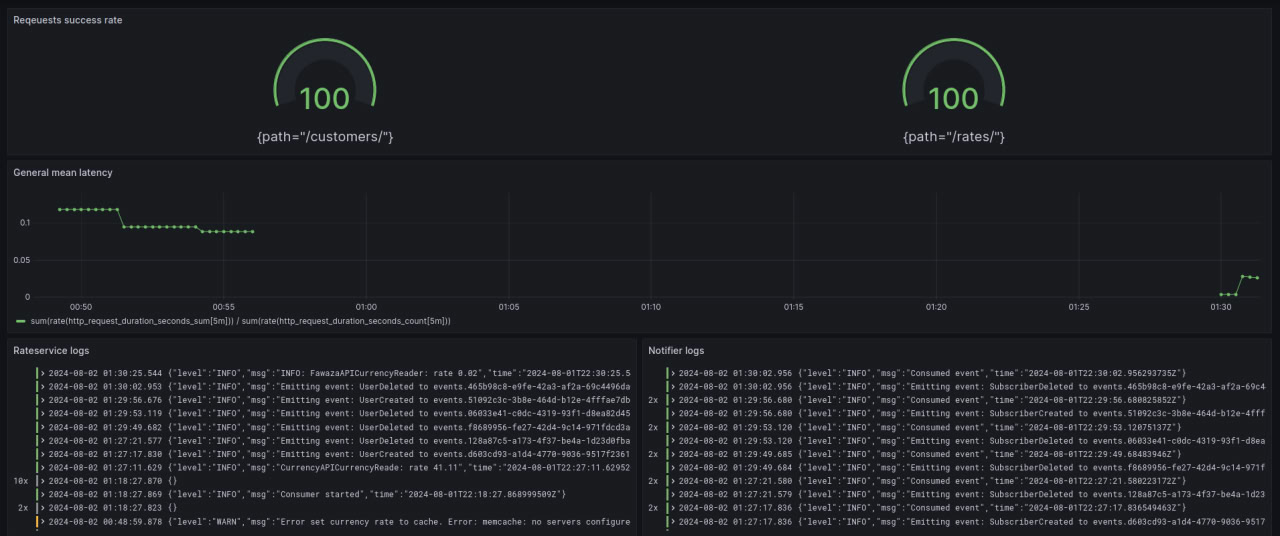 Reqeuests success rate
100
100
{path="/customers/"}
{path="/rates/"}
General mean latency
0.1
0.05
0
00:50
00:55
01:00
01:05
01:10
01:15
01:20
01:25
01:30
sum(rate(http_request_duration_seconds_sum[5m])) / sum(rate(http_request_duration_seconds_count[5m]))
Rateservice logs
2024-08-02 01:30:25.544 {"level":"INFO","msg":"INFO: FawazaAPICurrencyReader: rate 0.02","time":"2024-08-01T22:30:25.5
2024-08-02 01:30:02.953 {"level":"INFO","msg":"Emitting event: UserDeleted to events.465b98c8-e9fe-42a3-af2a-69c4496da
2024-08-02 01:29:56.676 {"level":"INFO","msg":"Emitting event: UserCreated to events.51092c3c-3b8e-464d-b12e-4fffae7db
2024-08-02 01:29:53.119 {"level":"INFO","msg":"Emitting event: UserDeleted to events.06033e41-c0dc-4319-93f1-d8ea82d45
2024-08-02 01:29:49.682 {"level":"INFO","msg":"Emitting event: UserDeleted to events.f8689956-fe27-42d4-9c14-971fdcd3a
2024-08-02 01:27:21.577 {"level":"INFO","msg":"Emitting event: UserDeleted to events.128a87c5-a173-4f37-be4a-1d23d0fba
2024-08-02 01:27:17.830 {"level":"INFO","msg":"Emitting event: UserCreated to events.d603cd93-a1d4-4770-9036-9517f2361
2024-08-02 01:27:11.629 {"level":"INFO","msg":"CurrencyAPICurrencyReade: rate 41.11","time":"2024-08-01T22:27:11.62952
10x 2024-08-02 01:18:27.870 {}
2024-08-02 01:18:27.869 {"level":"INFO","msg":"Consumer started","time":"2024-08-01T22:18:27.868999509Z"}
2x 2024-08-02 01:18:27.823 {}
2024-08-02 00:48:59.878 {"level":"WARN","msg":"Error set currency rate to cache. Error: memcache: no servers configure
Notifier logs
2024-08-02 01:30:02.956 {"level":"INFO","msg":"Consumed event","time":"2024-08-01T22:30:02.956293735Z"}
2024-08-02 01:30:02.956 {"level":"INFO","msg":"Emitting event: SubscriberDeleted to events.465b98c8-e9fe-42a3-af2a-69c4
2x 2024-08-02 01:29:56.680 {"level":"INFO","msg":"Consumed event","time":"2024-08-01T22:29:56.680825852Z"}
2024-08-02 01:29:56.680 {"level":"INFO","msg":"Emitting event: SubscriberCreated to events.51092c3c-3b8e-464d-b12e-4fff
2x 2024-08-02 01:29:53.120 {"level":"INFO","msg":"Consumed event","time":"2024-08-01T22:29:53.12075137Z"}
2024-08-02 01:29:53.120 {"level":"INFO","msg":"Emitting event: SubscriberDeleted to events.06033e41-c0dc-4319-93f1-d8ea
2x 2024-08-02 01:29:49.685 {"level":"INFO","msg":"Consumed event","time":"2024-08-01T22:29:49.68483946Z"}
2024-08-02 01:29:49.684 {"level":"INFO","msg":"Emitting event: SubscriberDeleted to events.f8689956-fe27-42d4-9c14-971f
2x 2024-08-02 01:27:21.580 {"level":"INFO","msg":"Consumed event","time":"2024-08-01T22:27:21.580223172Z"}
2024-08-02 01:27:21.579 {"level":"INFO","msg":"Emitting event: SubscriberDeleted to events.128a87c5-a173-4f37-be4a-1d23
2x 2024-08-02 01:27:17.836 {"level":"INFO","msg":"Consumed event","time":"2024-08-01T22:27:17.836549463Z"}
2024-08-02 01:27:17.836 {"level":"INFO","msg":"Emitting event: SubscriberCreated to events.d603cd93-a1d4-4770-9036-9517